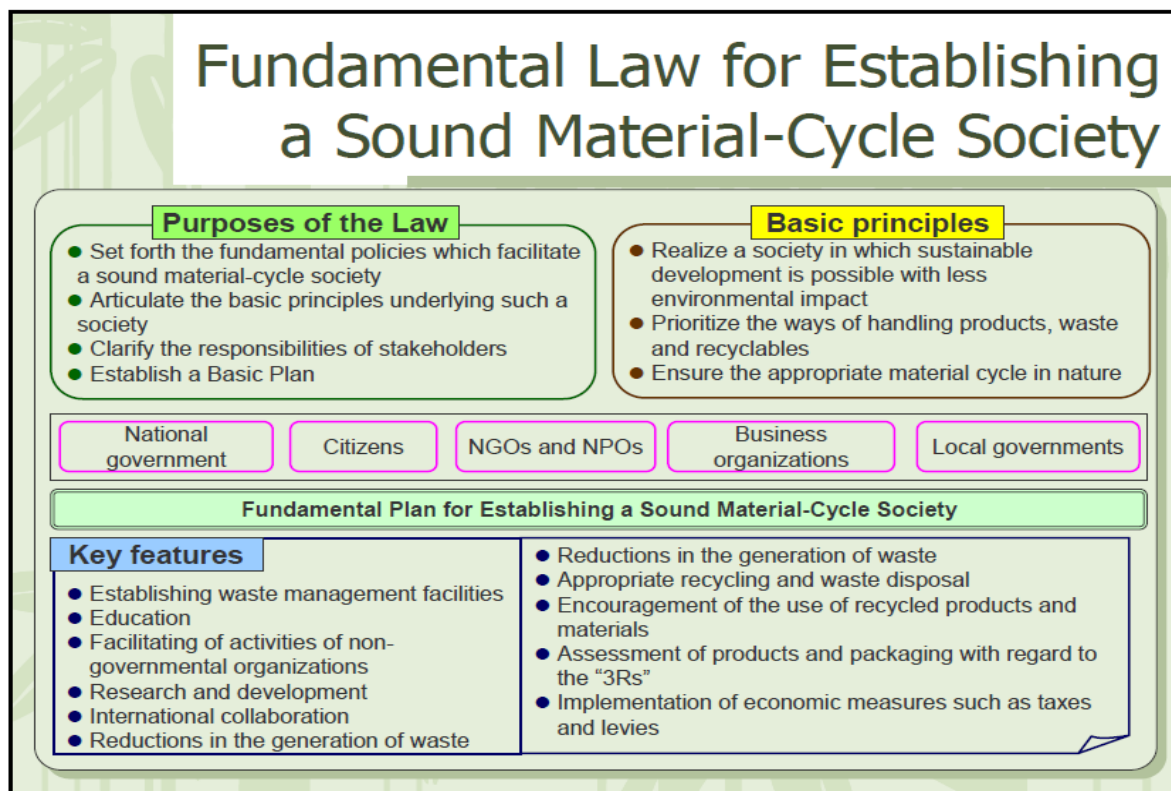 Fundamental Law for Establishing
a Sound Material-Cycle Society
Purposes of the Law
● Set forth the fundamental policies which facilitate
a sound material-cycle society
● Articulate the basic principles underlying such a
society
● Clarify the responsibilities of stakeholders
● Establish a Basic Plan
Basic principles
● Realize a society in which sustainable
development is possible with less
environmental impact
● Prioritize the ways of handling products, waste
and recyclables
● Ensure the appropriate material cycle in nature
National
government
Citizens
NGOs and NPOs
Business
organizations
Local governments
Fundamental Plan for Establishing a Sound Material-Cycle Society
Key features
● Establishing waste management facilities
● Education
● Facilitating of activities of non-
governmental organizations
● Research and development
● International collaboration
● Reductions in the generation of waste
● Reductions in the generation of waste
● Appropriate recycling and waste disposal
● Encouragement of the use of recycled products and
materials
● Assessment of products and packaging with regard to
the “3Rs”
● Implementation of economic measures such as taxes
and levies